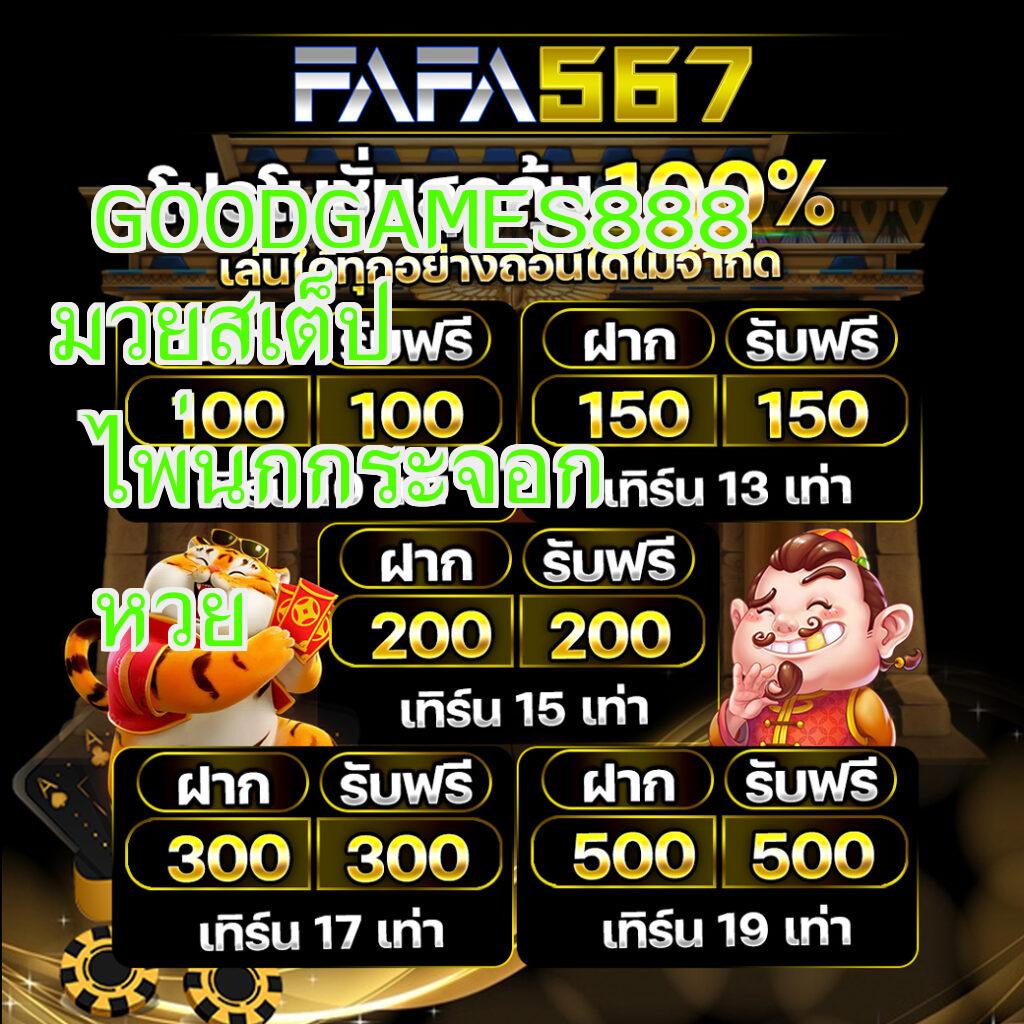 FAFA567
100%
GOODGAMES888
มวยสเต็ป
รับฟรี
ฝาก รับฟรี
100 100
150 150
ไพ่นกกระจอก
เทิร์น 13 เท่า
ฝาก รับฟรี
หวย
200 200
เทิร์น 15 เท่า
ฝาก รับฟรี
300 300
เทิร์น 17 เท่า
ฝาก รับฟรี
500 500
เทิร์น 19 เท่า